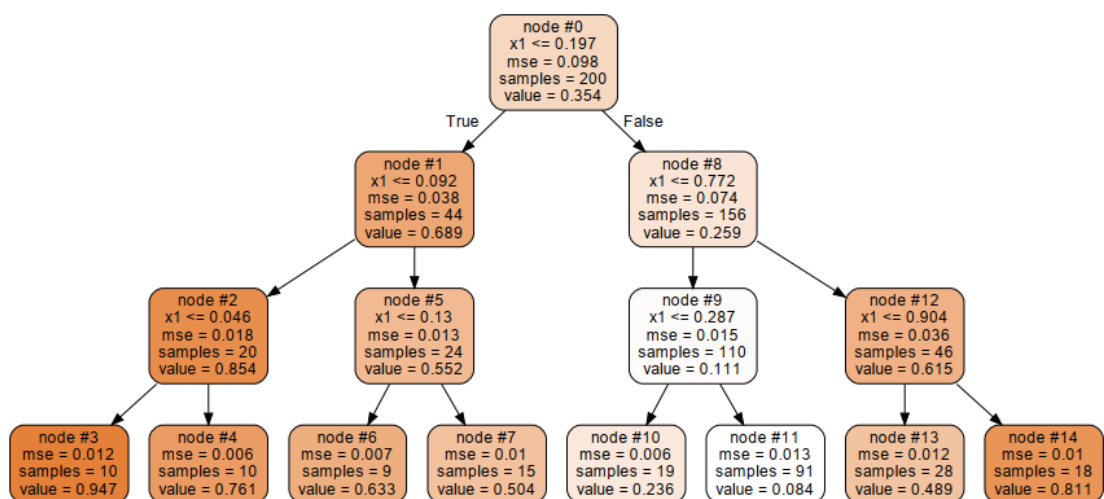 node #0
x1 <= 0.197
mse = 0.098
samples = 200
value = 0.354
True
False
node #1
x1 <= 0.092
mse = 0.038
samples = 44
value = 0.689
node #8
x1 <= 0.772
mse = 0.074
samples = 156
value = 0.259
node #2
x1 <= 0.046
mse = 0.018
samples = 20
value = 0.854
node #5
x1 <= 0.13
mse = 0.013
samples = 24
value = 0.552
node #9
x1 <= 0.287
mse = 0.015
samples = 110
value = 0.111
node #12
x1 <= 0.904
mse = 0.036
samples = 46
value = 0.615
node #3
mse = 0.012
samples = 10
value = 0.947
node #4
mse = 0.006
samples = 10
value = 0.761
node #6
mse = 0.007
samples = 9
value = 0.633
node #7
mse = 0.01
samples = 15
value = 0.504
node #10
mse = 0.006
samples = 19
value = 0.236
node #11
mse = 0.013
samples = 91
value = 0.084
node #13
mse = 0.012
samples = 28
value = 0.489
node #14
mse = 0.01
samples = 18
value = 0.811